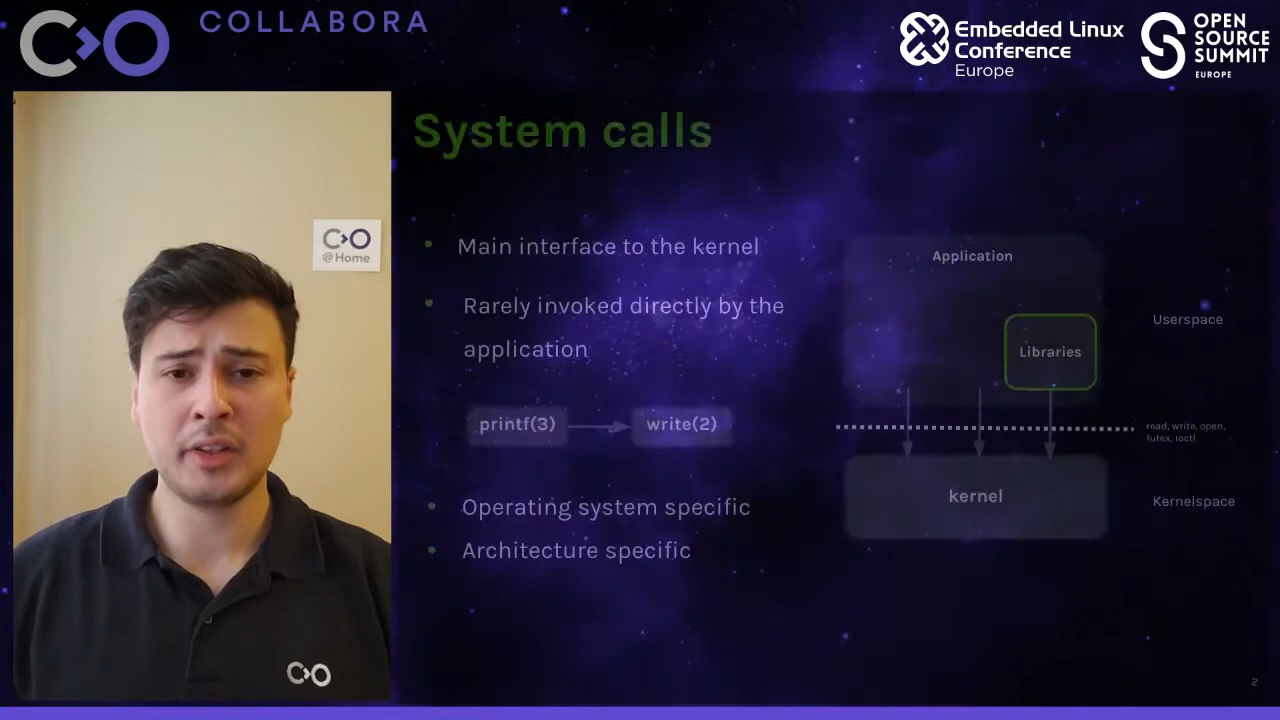 COLLABORA
Embedded Linux
Conference
Europe
OPEN
SOURCE
SUMMIT
EUROPE
@Home
System calls
Main interface to the kernel
Rarely invoked directly by the
application
printf(3)
write(2)
Operating system specific
Architecture specific
Application
Libraries
Userspace
read, write, open,
futex, ioctl
kernel
Kernelspace
2